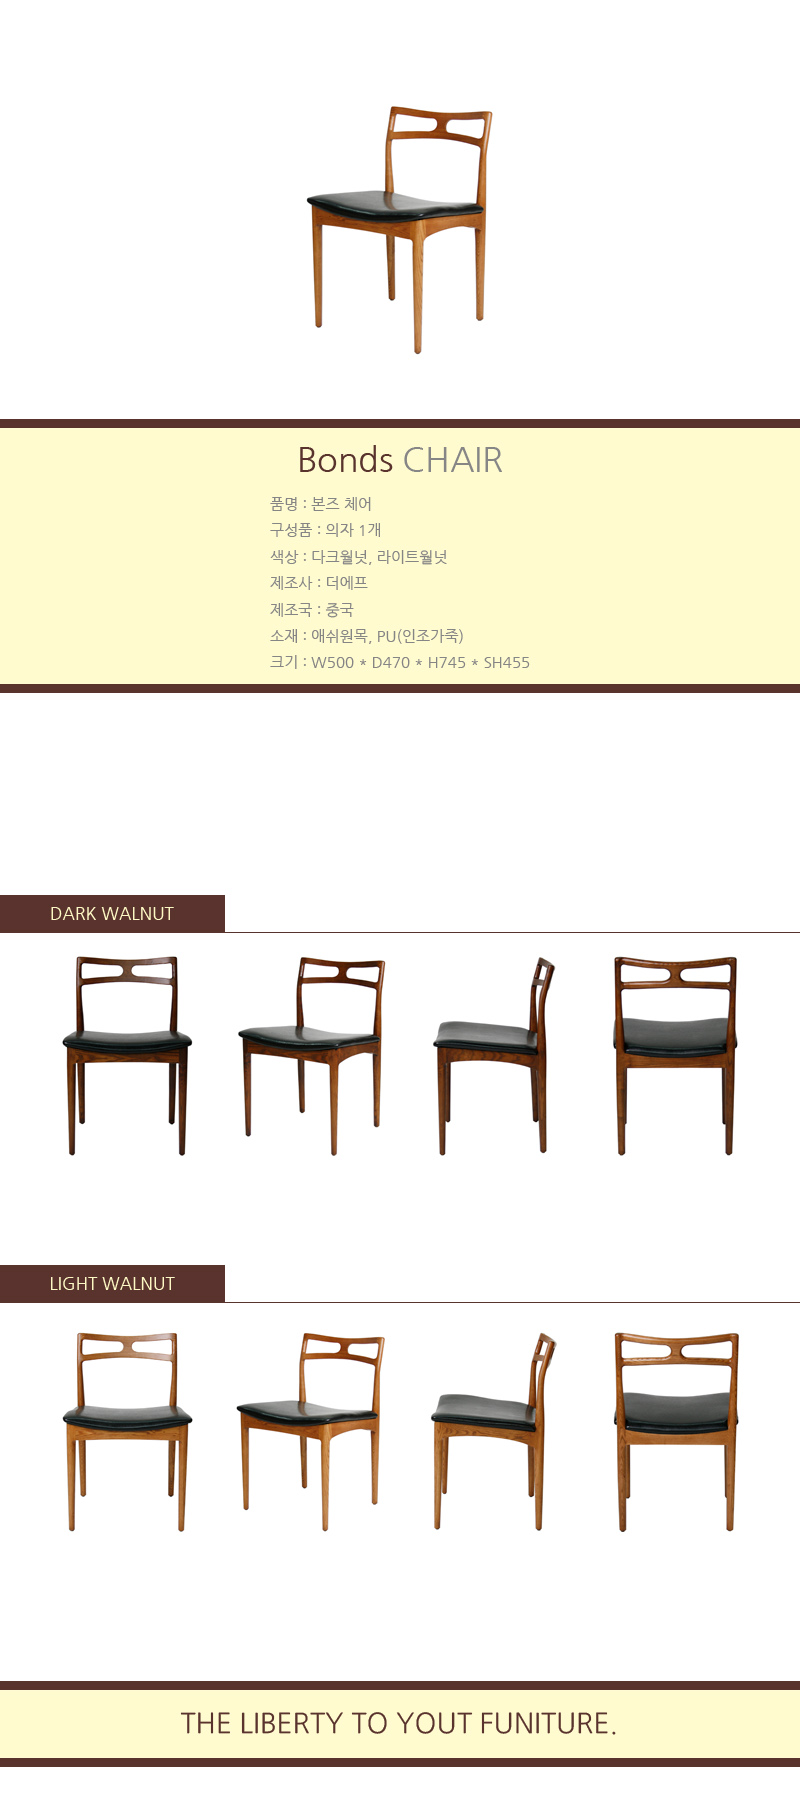 Bonds CHAIR
품명 : 본즈 체어
구성품 : 의자 1개
색상 : 다크월넛, 라이트월넛
제조사 : 더에프
제조국 : 중국
소재 : 애쉬원목, PU(인조가죽)
크기 : W500 * D470 * H745 * SH455
DARK WALNUT
LIGHT WALNUT
THE LIBERTY TO YOUT FUNITURE.